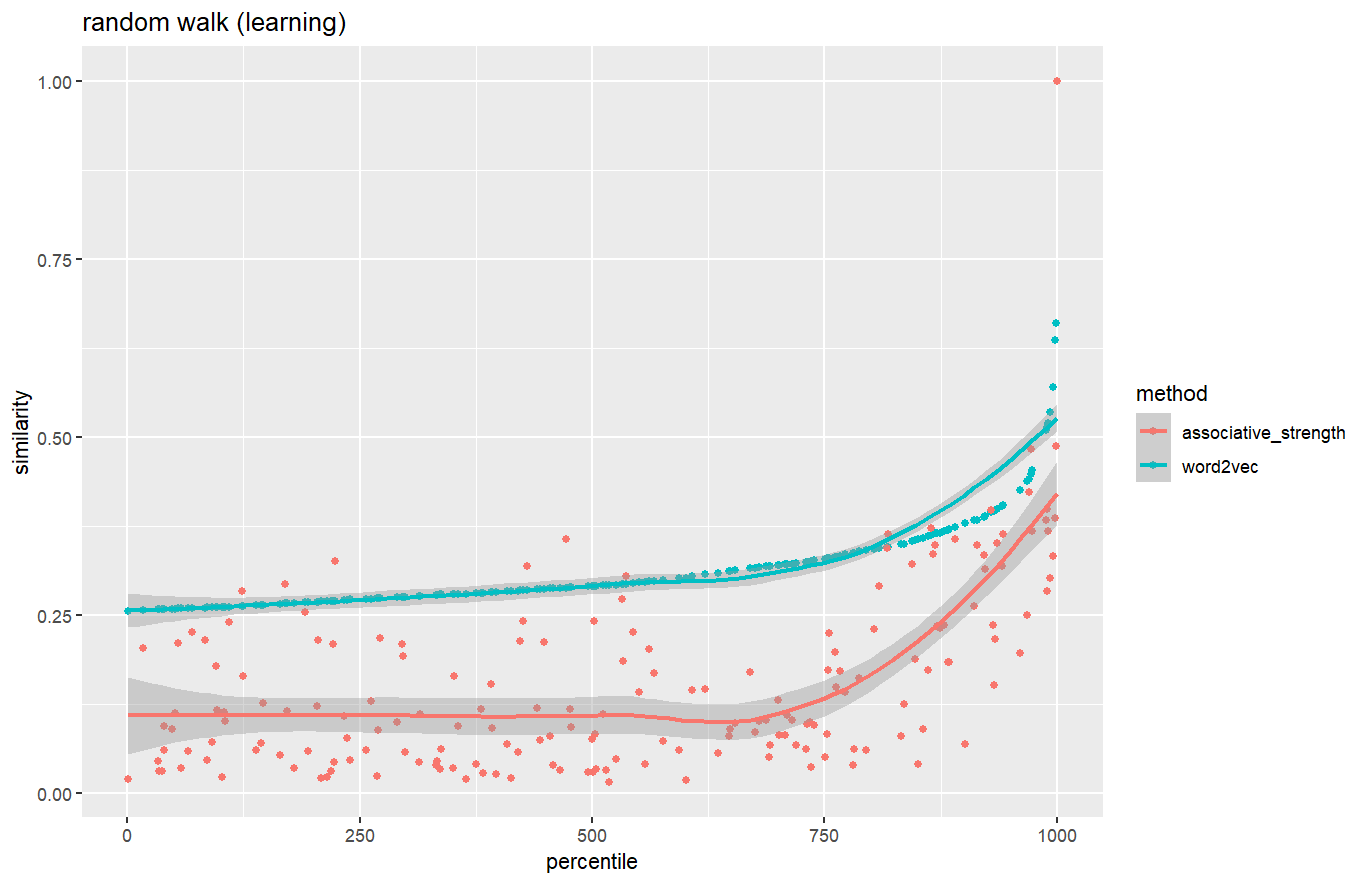 random walk (learning)
1.00
0.75
0.50
0.25
0.00
similarity
0 250 500 750 1000
percentile
method
associative_strength
word2vec